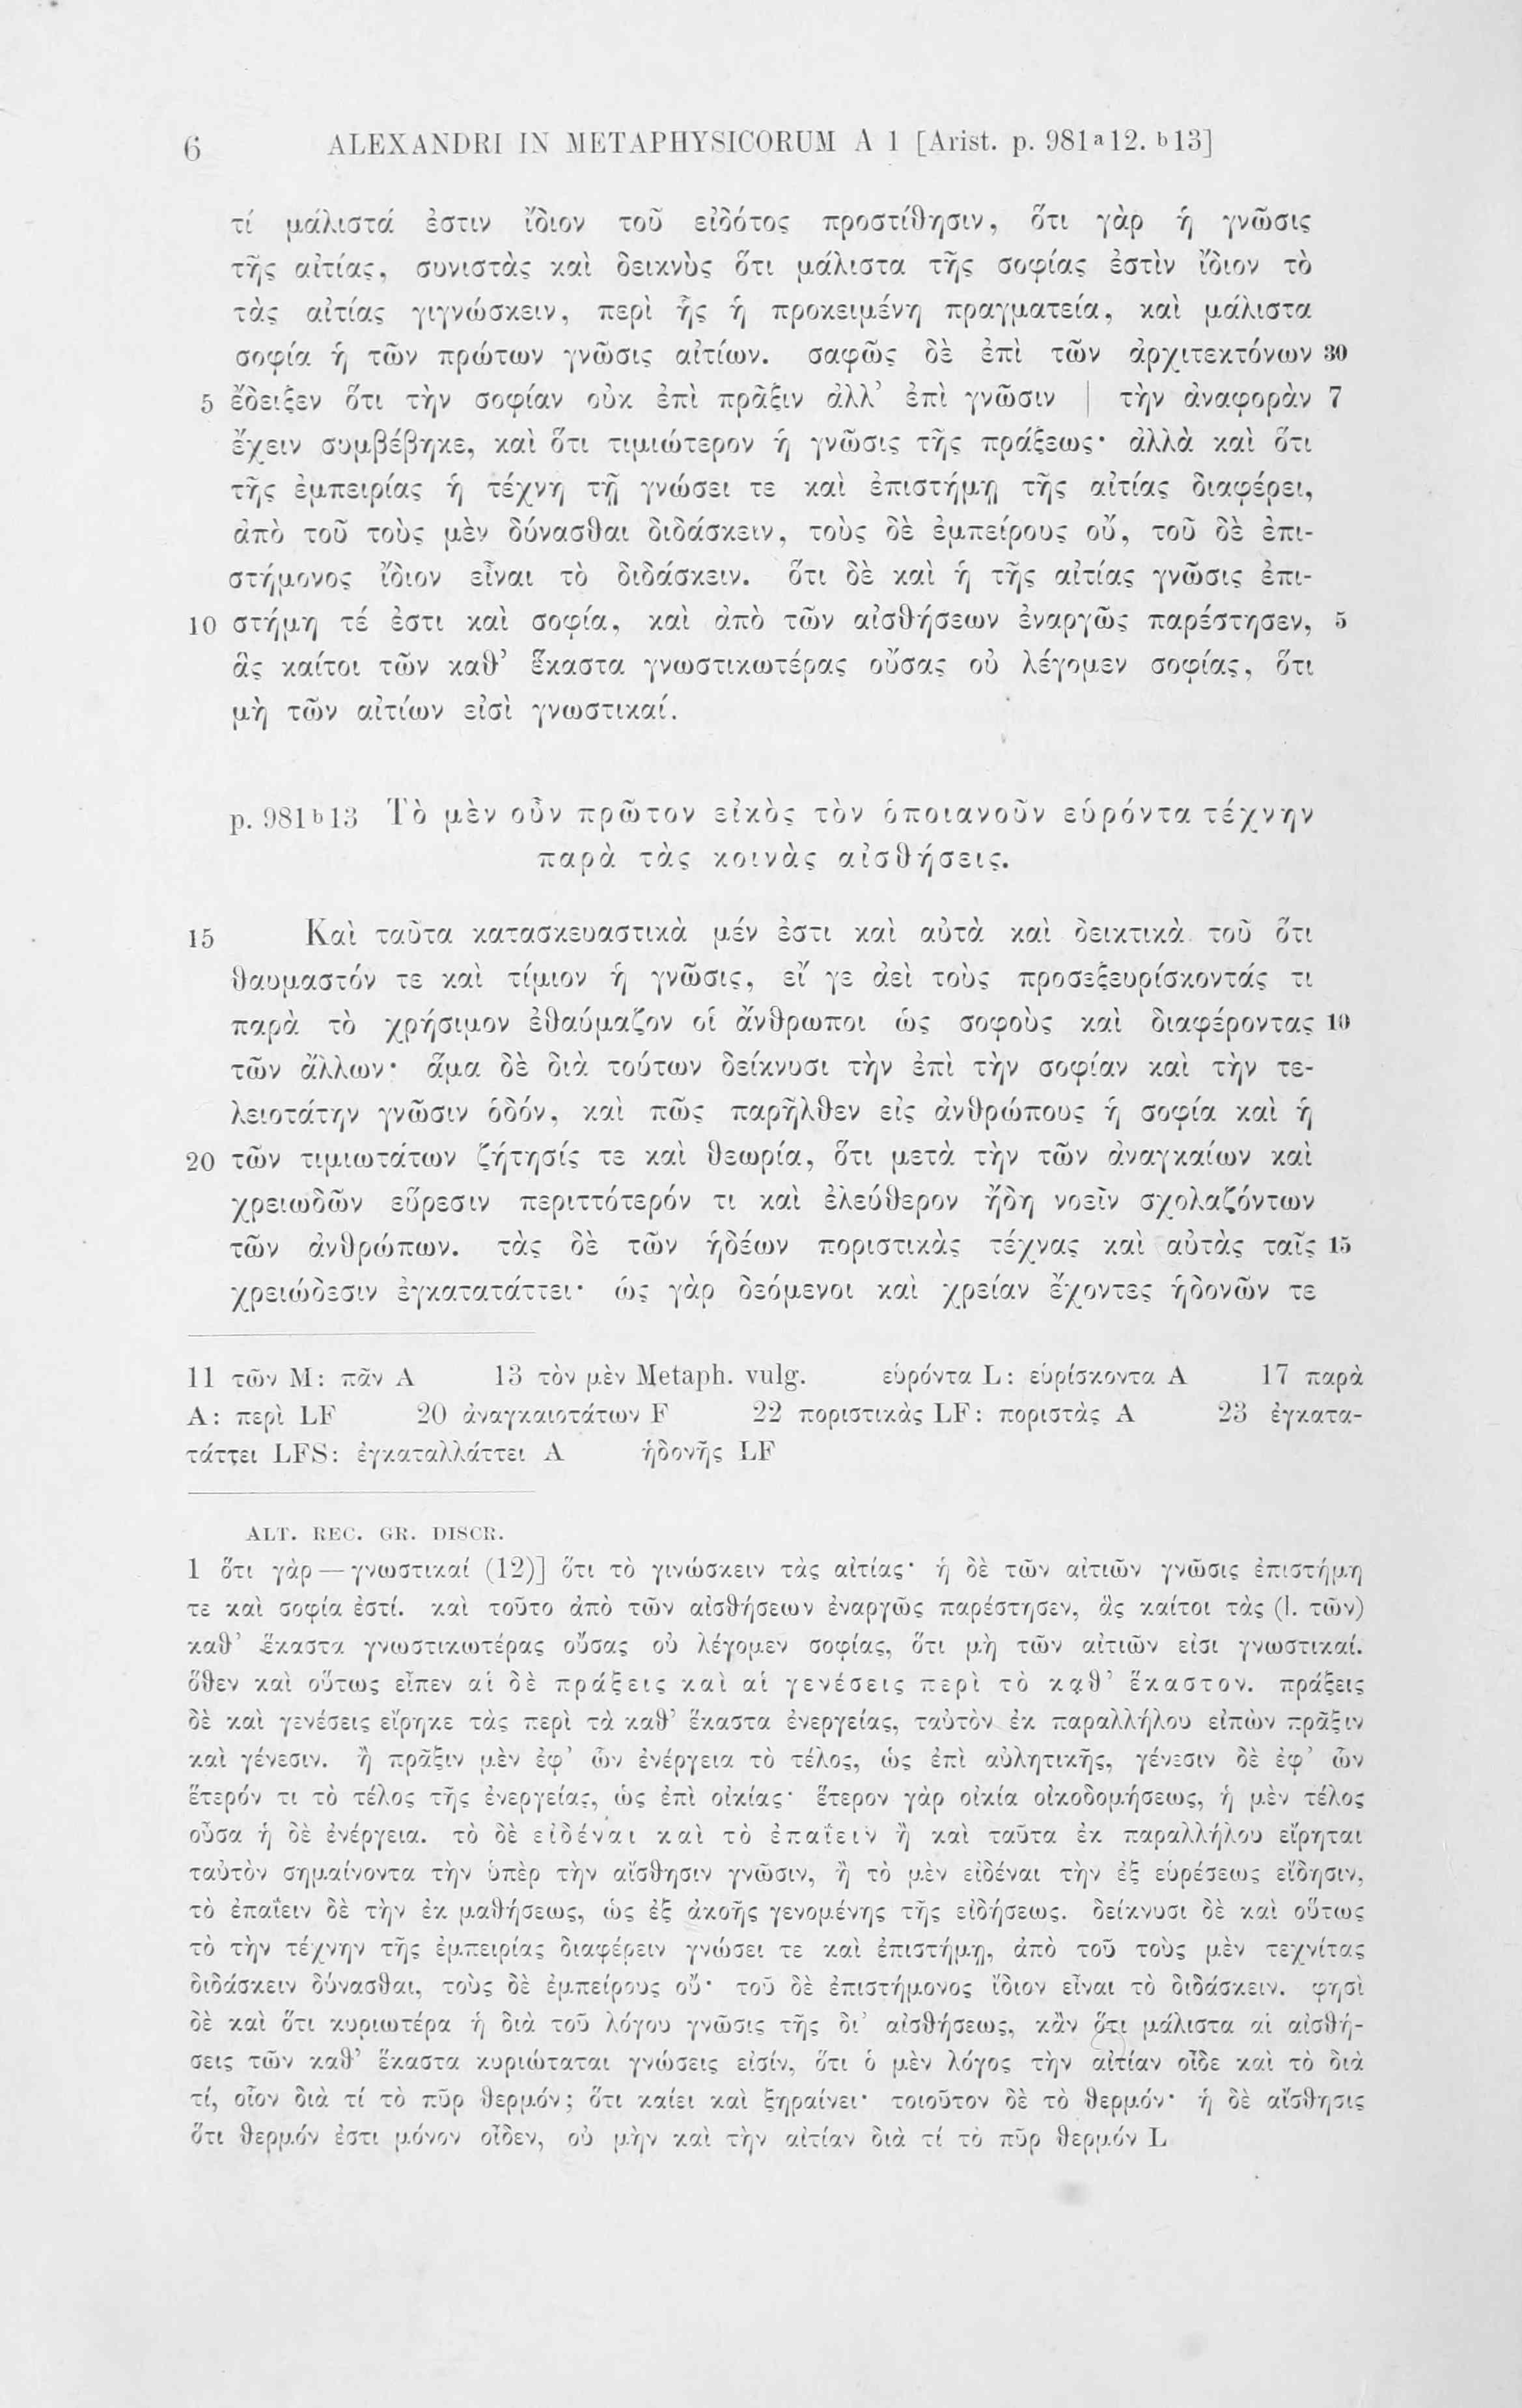 6 ALEXANDRI IN METAPHYSICORUM A 1 [Arist. p. 981ᵃ12. ᵇ13]
τί μάλιστά ἐστιν ἴδιον τοῦ εἰδότος προστίθησιν, ὅτι γὰρ ἡ γνῶσις
τῆς αἰτίας, συνιστὰς καὶ δεικνὺς ὅτι μάλιστα τῆς σοφίας ἐστὶν ἴδιον τὸ
τὰς αἰτίας γιγνώσκειν, περὶ ἧς ἡ προκειμένη πραγματεία, καὶ μάλιστα
σοφία ἡ τῶν πρώτων γνῶσις αἰτίων. σαφῶς δὲ ἐπὶ τῶν ἀρχιτεκτόνων 30
5 ἔδειξεν ὅτι τὴν σοφίαν οὐκ ἐπὶ πρᾶξιν ἀλλ’ ἐπὶ γνῶσιν | τὴν ἀναφορὰν 7
ἔχειν συμβέβηκε, καὶ ὅτι τιμιώτερον ἡ γνῶσις τῆς πράξεως· ἀλλὰ καὶ ὅτι
τῆς ἐμπειρίας ἡ τέχνη τῇ γνώσει τε καὶ ἐπιστήμῃ τῆς αἰτίας διαφέρει,
ἀπὸ τοῦ τοὺς μὲν δύνασθαι διδάσκειν, τοὺς δὲ ἐμπείρους οὔ, τοῦ δὲ ἐπι-
στήμονος ἴδιον εἶναι τὸ διδάσκειν. ὅτι δὲ καὶ ἡ τῆς αἰτίας γνῶσις ἐπι-
10 στήμη τέ ἐστι καὶ σοφία, καὶ ἀπὸ τῶν αἰσθήσεων ἐναργῶς παρέστησεν, 5
ἃς καίτοι τῶν καθ’ ἕκαστα γνωστικωτέρας οὔσας οὐ λέγομεν σοφίας, ὅτι
μὴ τῶν αἰτίων εἰσὶ γνωστικαί.
p. 981ᵇ13 Τὸ μὲν οὖν πρῶτον εἰκὸς τὸν ὁποιανοῦν εὑρόντα τέχνην
παρὰ τὰς κοινὰς αἰσθήσεις.
15 Καὶ ταῦτα κατασκευαστικὰ μέν ἐστι καὶ αὐτὰ καὶ δεικτικὰ τοῦ ὅτι
θαυμαστόν τε καὶ τίμιον ἡ γνῶσις, εἴ γε ἀεὶ τοὺς προσεξευρίσκοντάς τι
παρὰ τὸ χρήσιμον ἐθαύμαζον οἱ ἄνθρωποι ὡς σοφοὺς καὶ διαφέροντας 10
τῶν ἄλλων· ἅμα δὲ διὰ τούτων δείκνυσι τὴν ἐπὶ τὴν σοφίαν καὶ τὴν τε-
λειοτάτην γνῶσιν ὁδόν, καὶ πῶς παρῆλθεν εἰς ἀνθρώπους ἡ σοφία καὶ ἡ
20 τῶν τιμιωτάτων ζήτησίς τε καὶ θεωρία, ὅτι μετὰ τὴν τῶν ἀναγκαίων καὶ
χρειωδῶν εὕρεσιν περιττότερόν τι καὶ ἐλεύθερον ἤδη νοεῖν σχολαζόντων
τῶν ἀνθρώπων. τὰς δὲ τῶν ἡδέων ποριστικὰς τέχνας καὶ αὐτὰς ταῖς 15
χρειώδεσιν ἐγκατατάττει· ὡς γὰρ δεόμενοι καὶ χρείαν ἔχοντες ἡδονῶν τε
11 τῶν M: πᾶν A 13 τὸν μὲν Metaph. vulg. εὑρόντα L: εὑρίσκοντα A 17 παρὰ
A: περὶ LF 20 ἀναγκαιοτάτων F 22 ποριστικὰς LF: ποριστὰς A 23 ἐγκατα-
τάττει LFS: ἐγκαταλλάττει A ἡδονῆς LF
ALT. REC. GR. DISCR.
1 ὅτι γὰρ — γνωστικαί (12)] ὅτι τὸ γινώσκειν τὰς αἰτίας· ἡ δὲ τῶν αἰτιῶν γνῶσις ἐπιστήμη
τε καὶ σοφία ἐστί. καὶ τοῦτο ἀπὸ τῶν αἰσθήσεων ἐναργῶς παρέστησεν, ἃς καίτοι τὰς (l. τῶν)
καθ’ ἕκαστα γνωστικωτέρας οὔσας οὐ λέγομεν σοφίας, ὅτι μὴ τῶν αἰτιῶν εἰσι γνωστικαί.
ὅθεν καὶ οὕτως εἶπεν αἱ δὲ πράξεις καὶ αἱ γενέσεις περὶ τὸ καθ’ ἕκαστον. πράξεις
δὲ καὶ γενέσεις εἴρηκε τὰς περὶ τὰ καθ’ ἕκαστα ἐνεργείας, ταὐτὸν ἐκ παραλλήλου εἰπὼν πρᾶξιν
καὶ γένεσιν. ἢ πρᾶξιν μὲν ἐφ’ ὧν ἐνέργεια τὸ τέλος, ὡς ἐπὶ αὐλητικῆς, γένεσιν δὲ ἐφ’ ὧν
ἕτερόν τι τὸ τέλος τῆς ἐνεργείας, ὡς ἐπὶ οἰκίας· ἕτερον γὰρ οἰκία οἰκοδομήσεως, ἡ μὲν τέλος
οὖσα ἡ δὲ ἐνέργεια. τὸ δὲ εἰδέναι καὶ τὸ ἐπαΐειν ἢ καὶ ταῦτα ἐκ παραλλήλου εἴρηται
ταὐτὸν σημαίνοντα τὴν ὑπὲρ τὴν αἴσθησιν γνῶσιν, ἢ τὸ μὲν εἰδέναι τὴν ἐξ εὑρέσεως εἴδησιν,
τὸ ἐπαΐειν δὲ τὴν ἐκ μαθήσεως, ὡς ἐξ ἀκοῆς γενομένης τῆς εἰδήσεως. δείκνυσι δὲ καὶ οὕτως
τὸ τὴν τέχνην τῆς ἐμπειρίας διαφέρειν γνώσει τε καὶ ἐπιστήμῃ, ἀπὸ τοῦ τοὺς μὲν τεχνίτας
διδάσκειν δύνασθαι, τοὺς δὲ ἐμπείρους οὔ· τοῦ δὲ ἐπιστήμονος ἴδιον εἶναι τὸ διδάσκειν. φησὶ
δὲ καὶ ὅτι κυριωτέρα ἡ διὰ τοῦ λόγου γνῶσις τῆς δι’ αἰσθήσεως, κἂν ὅτι μάλιστα αἱ αἰσθή-
σεις τῶν καθ’ ἕκαστα κυριώταται γνώσεις εἰσίν, ὅτι ὁ μὲν λόγος τὴν αἰτίαν οἶδε καὶ τὸ διὰ
τί, οἷον διὰ τί τὸ πῦρ θερμόν; ὅτι καίει καὶ ξηραίνει· τοιοῦτον δὲ τὸ θερμόν· ἡ δὲ αἴσθησις
ὅτι θερμόν ἐστι μόνον οἶδεν, οὐ μὴν καὶ τὴν αἰτίαν διὰ τί τὸ πῦρ θερμόν L